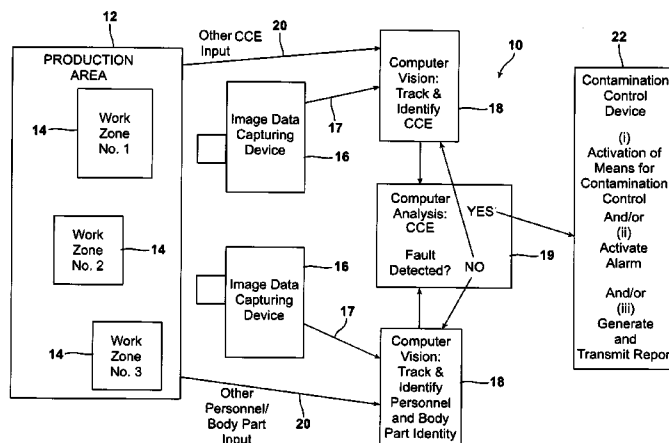 12
PRODUCTION
AREA
14
Work
Zone
No. 1
14
Work
Zone
No. 2
14
Work
Zone
No. 3
Other CCE
Input
20
Image Data
Capturing
Device
16
17
Computer
Vision:
Track &
Identify
CCE
18
10
Computer
Analysis:
CCE
Fault
Detected?
YES
NO
19
Image Data
Capturing
Device
16
17
Computer
Vision:
Track &
Identify
Personnel
and Body
Part Identity
18
Other
Personnel/
Body Part
Input
20
22
Contamination
Control
Device
(i)
Activation of
Means for
Contamination
Control
And/or
(ii)
Activate
Alarm
And/or
(iii)
Generate
and
Transmit Report